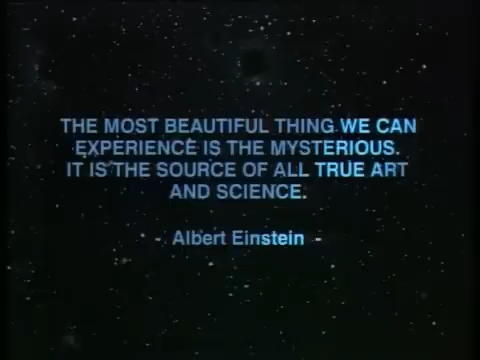 THE MOST BEAUTIFUL THING WE CAN
EXPERIENCE IS THE MYSTERIOUS.
IT IS THE SOURCE OF ALL TRUE ART
AND SCIENCE.
- Albert Einstein -